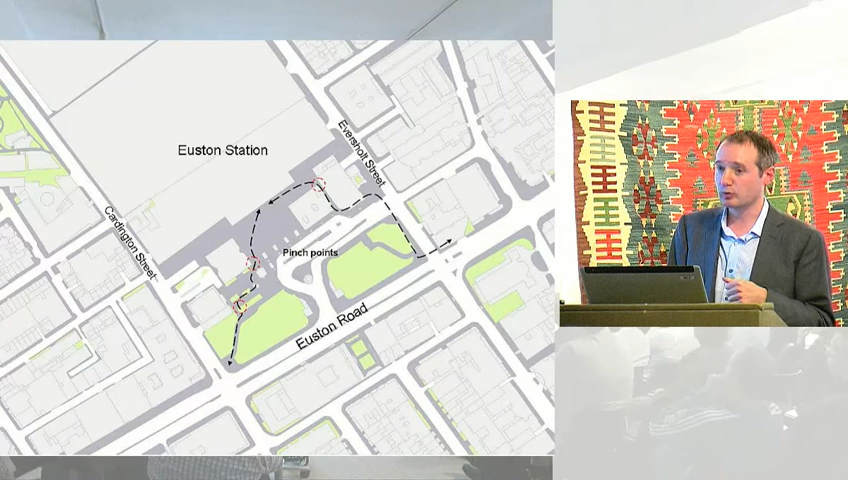 Euston Station
Eversholt Street
Cardington Street
Pinch points
Euston Road